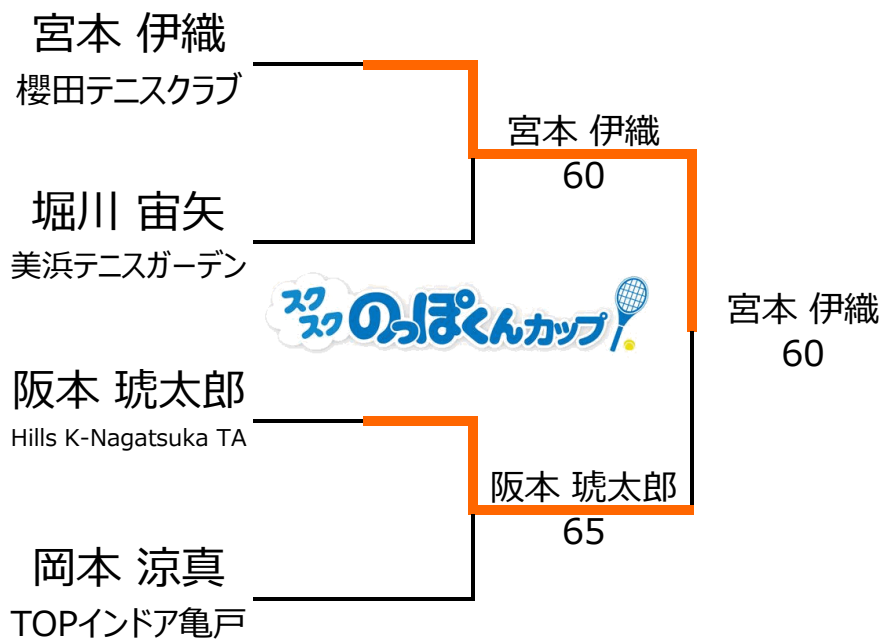 宮本 伊織
櫻田テニスクラブ
宮本 伊織
60
堀川 宙矢
美浜テニスガーデン
スク
スク
のっぽくんカップ
宮本 伊織
60
阪本 琥太郎
Hills K-Nagatsuka TA
阪本 琥太郎
65
岡本 涼真
TOPインドア亀戸